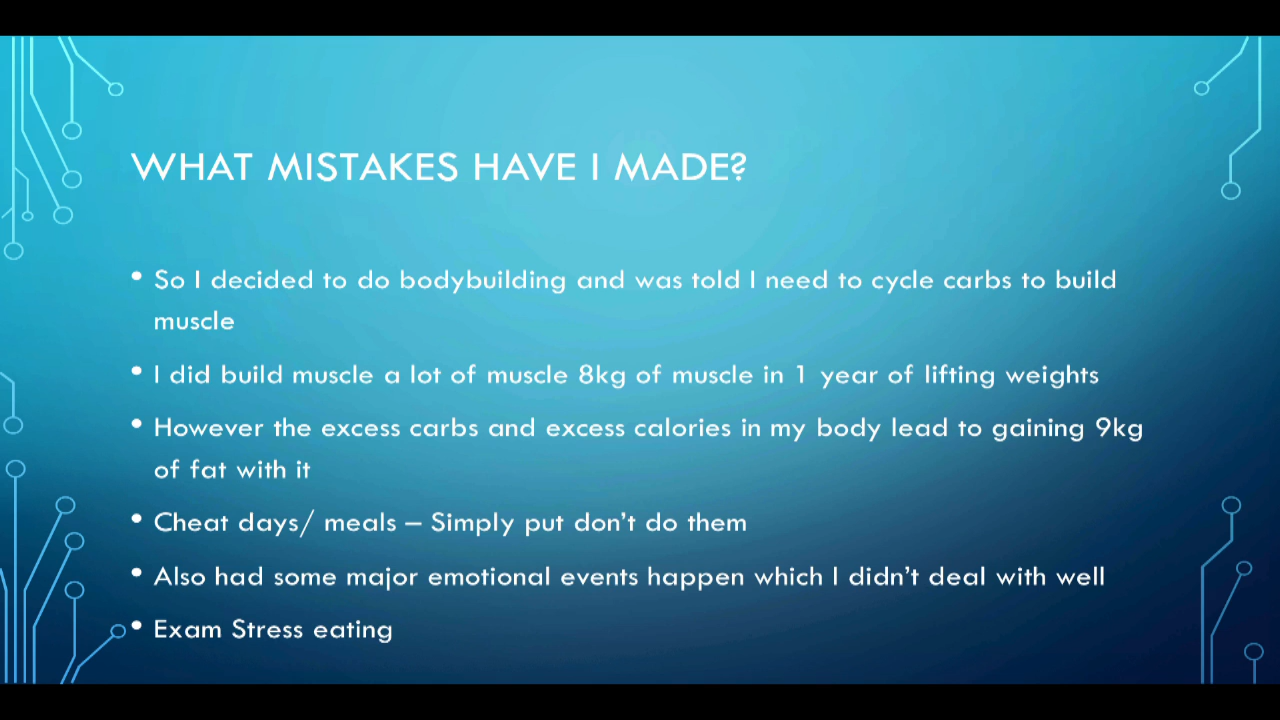 WHAT MISTAKES HAVE I MADE?
• So I decided to do bodybuilding and was told I need to cycle carbs to build
muscle
• I did build muscle a lot of muscle 8kg of muscle in 1 year of lifting weights
• However the excess carbs and excess calories in my body lead to gaining 9kg
of fat with it
• Cheat days/ meals – Simply put don't do them
• Also had some major emotional events happen which I didn't deal with well
• Exam Stress eating